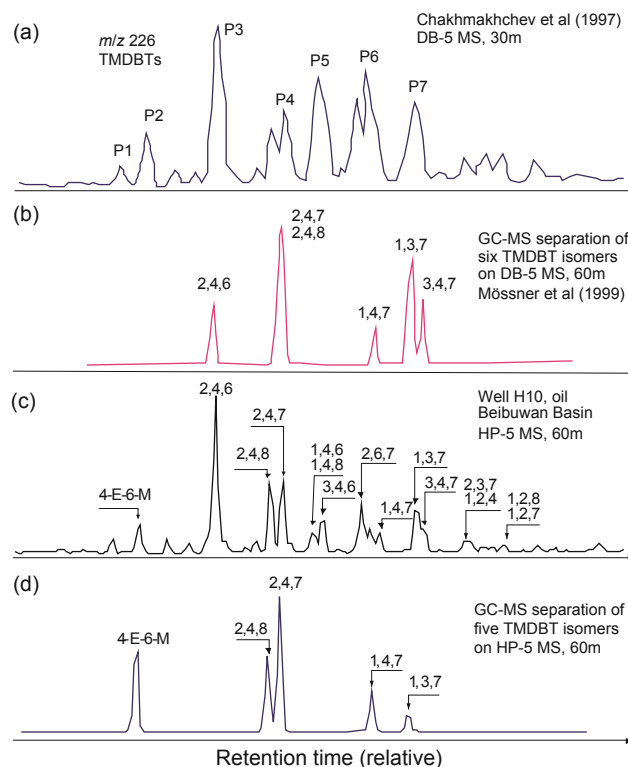 (a)
m/z 226
TMDBTs
Chakhmakhchev et al (1997)
DB-5 MS, 30m
P1
P2
P3
P4
P5
P6
P7
(b)
2,4,6
2,4,7
2,4,8
1,4,7
1,3,7
3,4,7
GC-MS separation of
six TMDBT isomers
on DB-5 MS, 60m
Mössner et al (1999)
(c)
4-E-6-M
2,4,6
2,4,8
2,4,7
1,4,6
1,4,8
3,4,6
2,6,7
1,4,7
1,3,7
3,4,7
2,3,7
1,2,4
1,2,8
1,2,7
Well H10, oil
Beibuwan Basin
HP-5 MS, 60m
(d)
4-E-6-M
2,4,8
2,4,7
1,4,7
1,3,7
GC-MS separation of
five TMDBT isomers
on HP-5 MS, 60m
Retention time (relative)